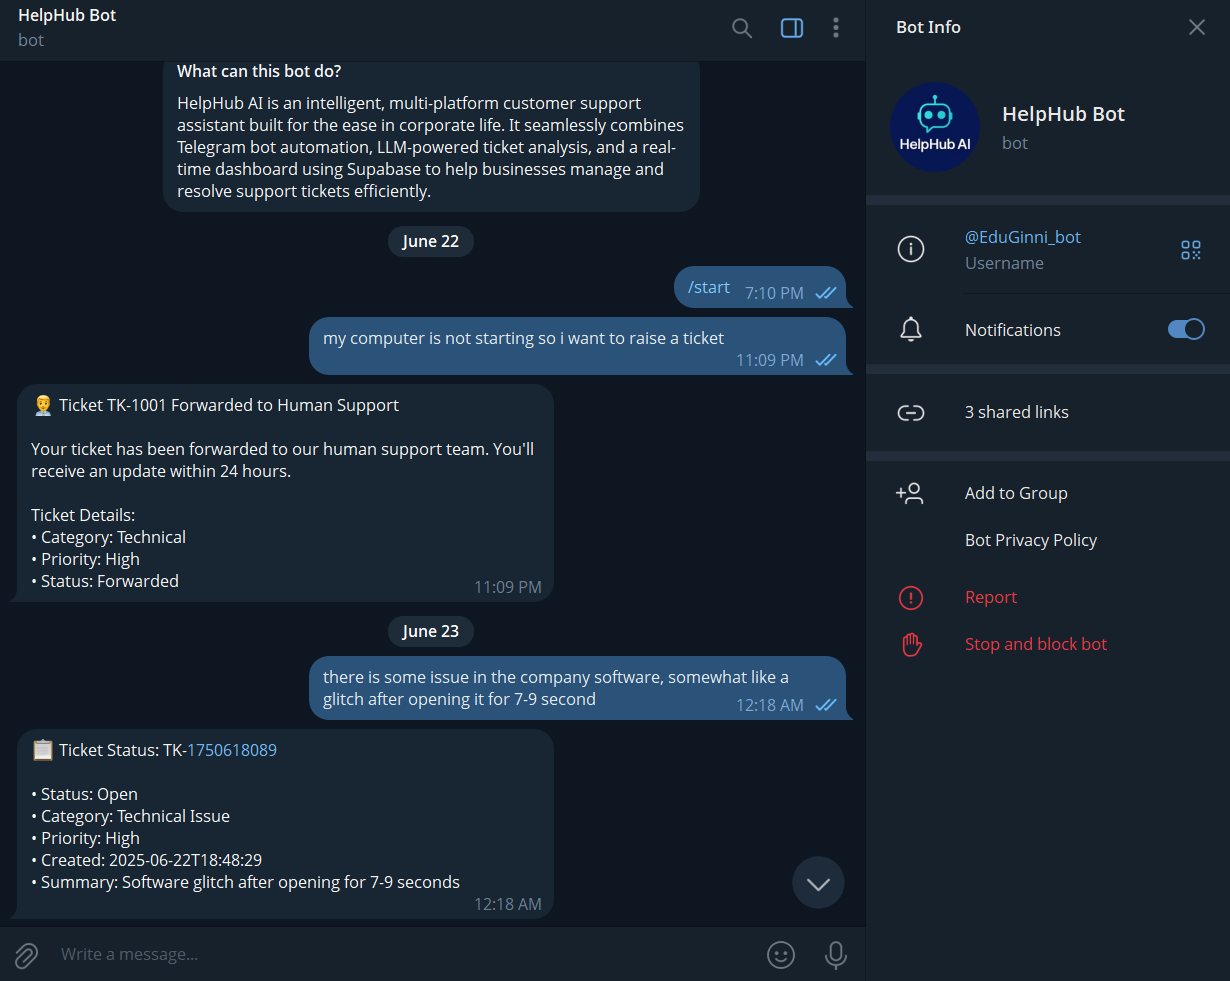 HelpHub Bot
bot
What can this bot do?
HelpHub AI is an intelligent, multi-platform customer support
assistant built for the ease in corporate life. It seamlessly combines
Telegram bot automation, LLM-powered ticket analysis, and a real-
time dashboard using Supabase to help businesses manage and
resolve support tickets efficiently.
June 22
/start 7:10 PM
my computer is not starting so i want to raise a ticket
11:09 PM
Ticket TK-1001 Forwarded to Human Support
Your ticket has been forwarded to our human support team. You'll
receive an update within 24 hours.
Ticket Details:
• Category: Technical
• Priority: High
• Status: Forwarded
11:09 PM
June 23
there is some issue in the company software, somewhat like a
glitch after opening it for 7-9 second
12:18 AM
Ticket Status: TK-1750618089
• Status: Open
• Category: Technical Issue
• Priority: High
• Created: 2025-06-22T18:48:29
• Summary: Software glitch after opening for 7-9 seconds
12:18 AM
Write a message...
Bot Info
HelpHub AI
HelpHub Bot
bot
@EduGinni_bot
Username
Notifications
3 shared links
Add to Group
Bot Privacy Policy
Report
Stop and block bot